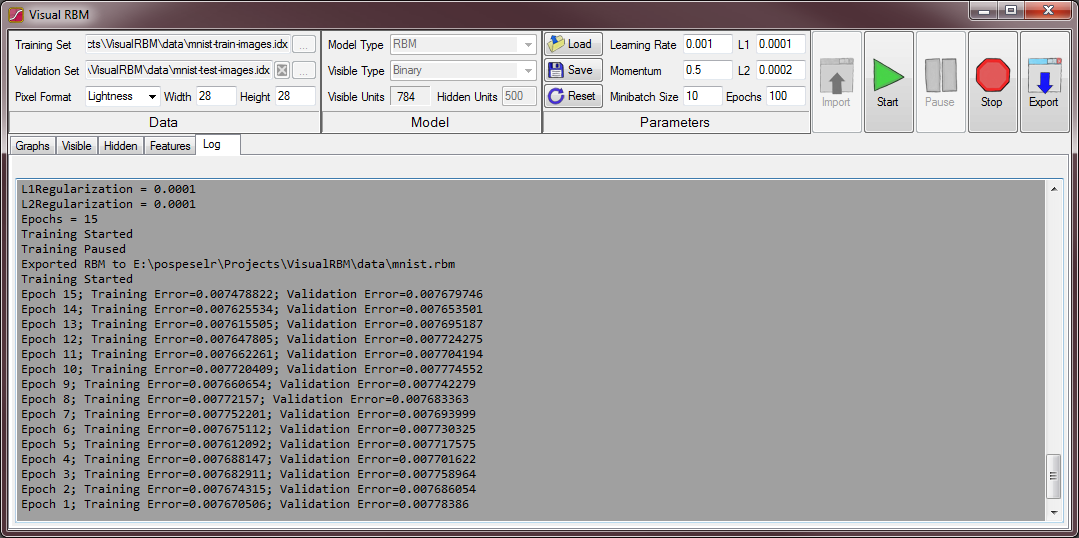 Visual RBM
Training Set cts\VisualRBM\data\mnist-train-images.idx ...
Validation Set \VisualRBM\data\mnist-test-images.idx ...
Pixel Format Lightness Width 28 Height 28
Data
Model Type RBM
Visible Type Binary
Visible Units 784 Hidden Units 500
Model
Load Learning Rate 0.001 L1 0.0001
Save Momentum 0.5 L2 0.0002
Reset Minibatch Size 10 Epochs 100
Parameters
Import Start Pause Stop Export
Graphs Visible Hidden Features Log
L1Regularization = 0.0001
L2Regularization = 0.0001
Epochs = 15
Training Started
Training Paused
Exported RBM to E:\pospeselr\Projects\VisualRBM\data\mnist.rbm
Training Started
Epoch 15; Training Error=0.007478822; Validation Error=0.007679746
Epoch 14; Training Error=0.007625534; Validation Error=0.007653501
Epoch 13; Training Error=0.007615505; Validation Error=0.007695187
Epoch 12; Training Error=0.007647805; Validation Error=0.007724275
Epoch 11; Training Error=0.007662261; Validation Error=0.007704194
Epoch 10; Training Error=0.007720409; Validation Error=0.007774552
Epoch 9; Training Error=0.007660654; Validation Error=0.007742279
Epoch 8; Training Error=0.00772157; Validation Error=0.007683363
Epoch 7; Training Error=0.007752201; Validation Error=0.007693999
Epoch 6; Training Error=0.007675112; Validation Error=0.007730325
Epoch 5; Training Error=0.007612092; Validation Error=0.007717575
Epoch 4; Training Error=0.007688147; Validation Error=0.007701622
Epoch 3; Training Error=0.007682911; Validation Error=0.007758964
Epoch 2; Training Error=0.007674315; Validation Error=0.007686054
Epoch 1; Training Error=0.007670506; Validation Error=0.00778386